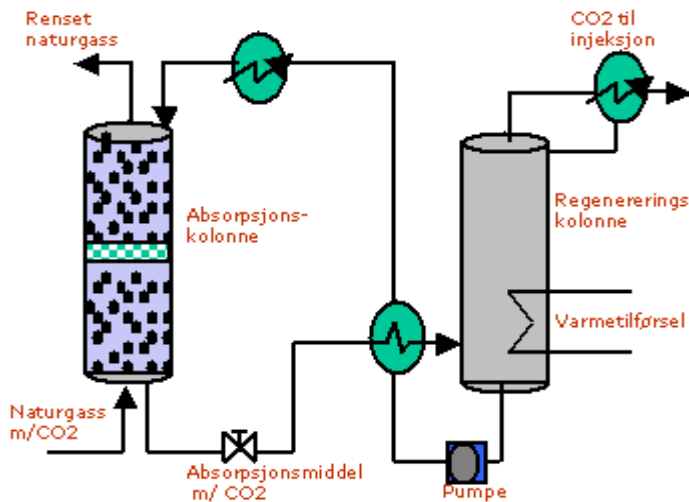 Renset
naturgass
CO2 til
injeksjon
Absorpsjons-
kolonne
Regenererings
kolonne
Varmetilførsel
Naturgass
m/CO2
Absorpsjonsmiddel
m/ CO2
Pumpe